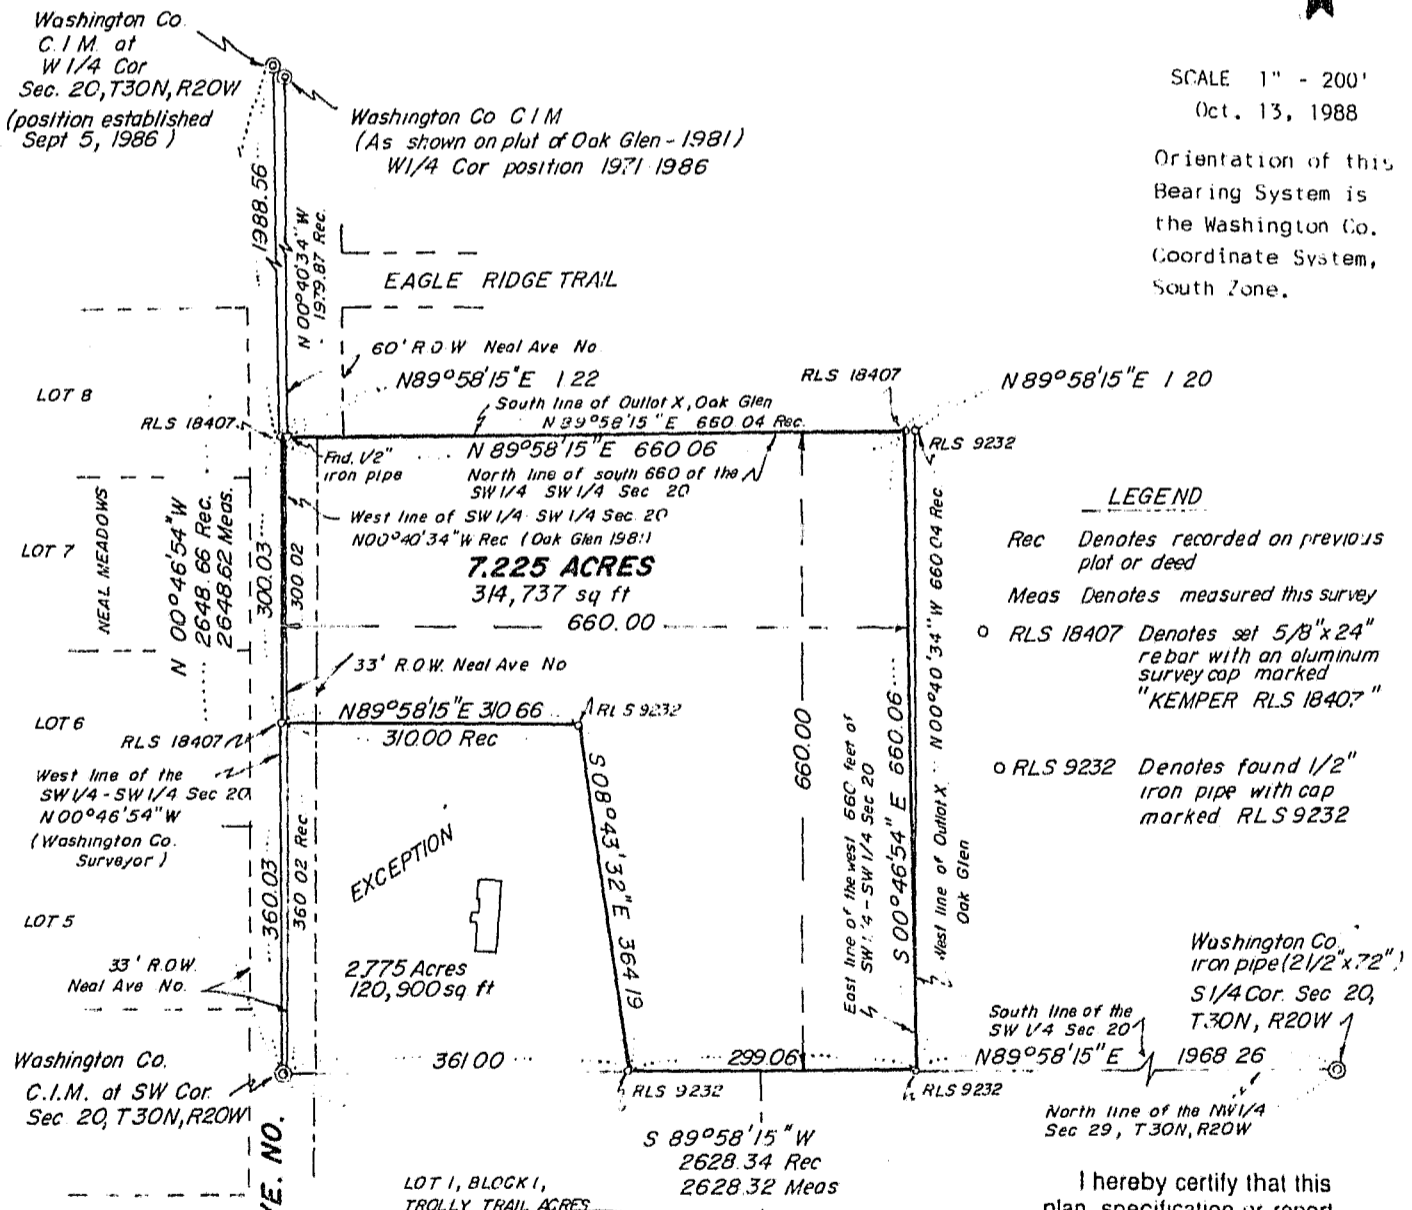 Washington Co.
C.I.M. at
W 1/4 Cor
Sec. 20, T30N, R20W
(position established
Sept 5, 1986 )
Washington Co C I M
(As shown on plat of Oak Glen - 1981)
W1/4 Cor position 1971 1986
SCALE 1" - 200'
Oct. 13, 1988
Orientation of this
Bearing System is
the Washington Co.
Coordinate System,
South Zone.
1988.56
N 00°40'34" W
1979.87 Rec.
EAGLE RIDGE TRAIL
60' R.O.W Neal Ave No
N89°58'15"E 1 22
RLS 18407
N 89°58'15"E 1 20
LOT 8
RLS 18407
South line of Outlot X, Oak Glen
N 89°58'15"E 660 04 Rec.
Fnd. 1/2"
iron pipe
N 89°58'15"E 660 06
RLS 9232
North line of south 660 of the
SW 1/4 SW 1/4 Sec 20
West line of SW 1/4 SW 1/4 Sec. 20
N00°40'34"W Rec (Oak Glen 1981)
LOT 7
NEAL MEADOWS
N 00°46'54"W
2648.66 Rec.
2648.62 Meas.
300.03
300 02
7.225 ACRES
314,737 sq ft
660.00
LEGEND
Rec Denotes recorded on previous
plat or deed
Meas Denotes measured this survey
RLS 18407 Denotes set 5/8"x24"
rebar with an aluminum
survey cap marked
"KEMPER RLS 18407"
RLS 9232 Denotes found 1/2"
iron pipe with cap
marked RLS 9232
33' R.O.W. Neal Ave No
LOT 6
RLS 18407
N89°58'15"E 310 66
310.00 Rec
RLS 9232
660.00
East line of the west 660 feet of
SW 1/4 - SW 1/4 Sec 20
S 00°46'54" E 660.06
N00°40'34"W 660 04 Rec
West line of Outlot X
Oak Glen
West line of the
SW 1/4 - SW 1/4 Sec 20
N 00°46'54"W
(Washington Co.
Surveyor )
S 08°43'32"E 364 19
EXCEPTION
360.03
360 02 Rec
LOT 5
33' R.O.W.
Neal Ave No.
2.775 Acres
120,900 sq ft
Washington Co.
iron pipe (2 1/2"x72")
S 1/4 Cor. Sec 20,
T.30N, R20W
South line of the
SW 1/4 Sec 20
N89°58'15"E 1968 26
361 00
299.06
Washington Co.
C.I.M. at SW Cor.
Sec 20, T30N, R20W
RLS 9232
RLS 9232
North line of the NW1/4
Sec 29, T30N, R20W
S 89°58'15"W
2628.34 Rec
2628.32 Meas
VE. NO.
LOT 1, BLOCK 1,
TROLLY TRAIL ACRES
I hereby certify that this
plan, specification or report